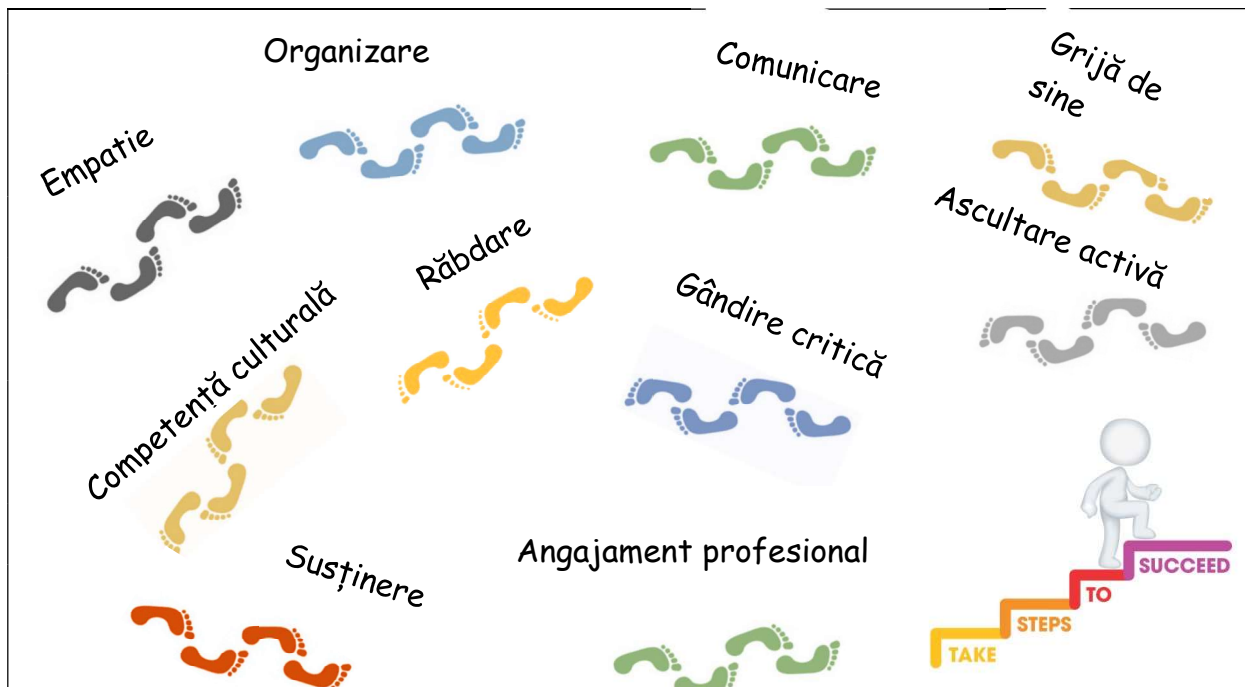 Organizare
Comunicare
Grijă de
sine
Empatie
Ascultare activă
Răbdare
Gândire critică
Competență culturală
Susținere
Angajament profesional
SUCCEED
TO
STEPS
TAKE